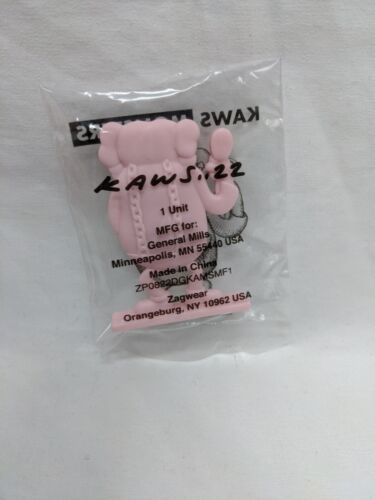 KAWS
KAWS..22
1 Unit
MFG for:
General Mills
Minneapolis, MN 55440 USA
Made in China
ZP0822DGKAMSMF1
Zagwear
Orangeburg, NY 10962 USA